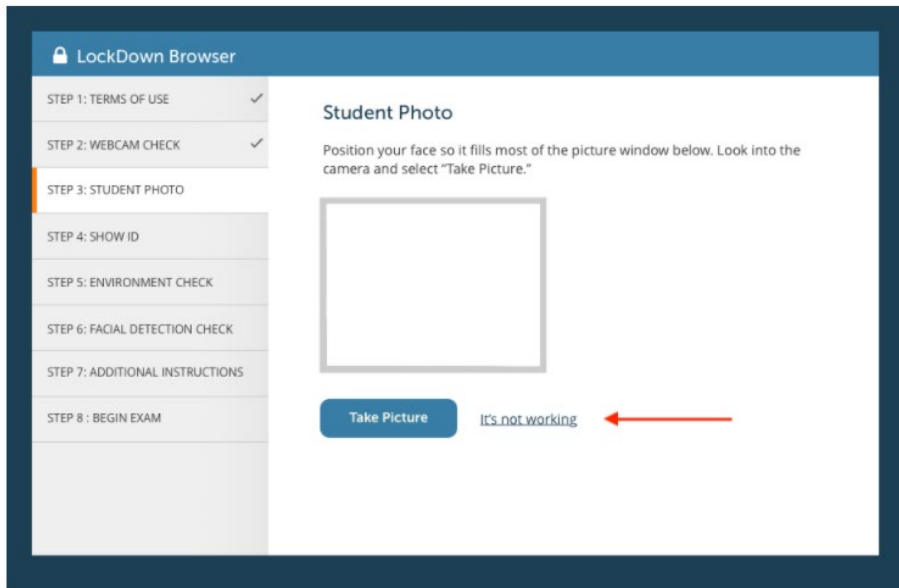 LockDown Browser
STEP 1: TERMS OF USE
STEP 2: WEBCAM CHECK
STEP 3: STUDENT PHOTO
STEP 4: SHOW ID
STEP 5: ENVIRONMENT CHECK
STEP 6: FACIAL DETECTION CHECK
STEP 7: ADDITIONAL INSTRUCTIONS
STEP 8 : BEGIN EXAM
Student Photo
Position your face so it fills most of the picture window below. Look into the
camera and select “Take Picture.”
Take Picture
It's not working